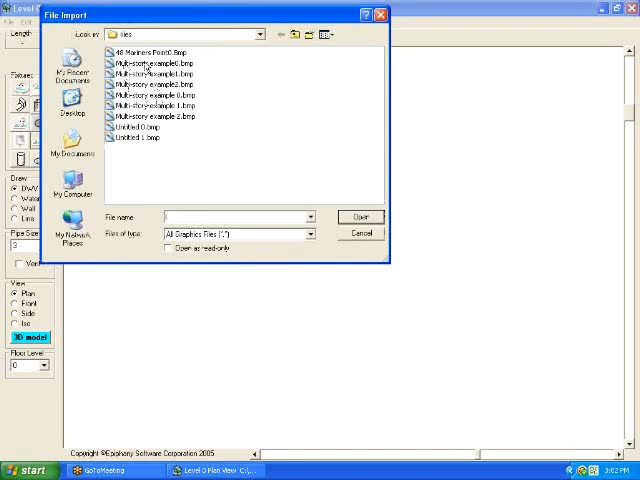 Level 0
File Edit
Length
Fixtures
Draw
DWV
Water
Wall
Line
Pipe Size
3
Vent
View
Plan
Front
Side
Iso
3D model
Floor Level
0
File Import
Look in:
files
My Recent
Documents
Desktop
My Documents
My Computer
My Network
Places
48 Mariners Point0.Bmp
Multi-story example0.bmp
Multi-story example1.bmp
Multi-story example2.bmp
Multi-story example 0.bmp
Multi-story example 1.bmp
Multi-story example 2.bmp
Untitled 0.bmp
Untitled 1.bmp
File name
Open
Files of type:
All Graphics Files (*.*)
Cancel
Open as read-only
Copyright ©Epiphany Software Corporation 2005
start
GoToMeeting
Level 0 Plan View C:\...
3:02 PM